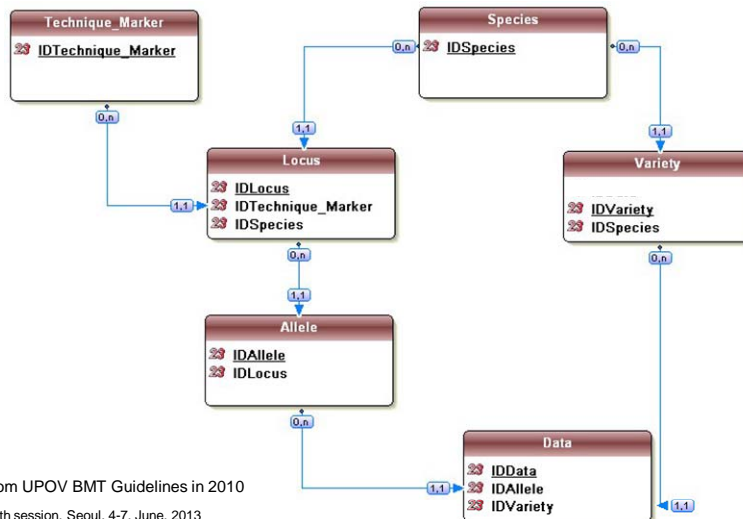 Technique_Marker
IDTechnique_Marker
Species
IDSpecies
0,n
0,n
0,n
1,1
1,1
Locus
IDLocus
IDTechnique_Marker
IDSpecies
1,1
Variety
IDVariety
IDSpecies
0,n
0,n
1,1
Allele
IDAllele
IDLocus
0,n
Data
IDData
IDAllele
IDVariety
1,1
1,1
om UPOV BMT Guidelines in 2010
th session, Seoul, 4-7, June, 2013